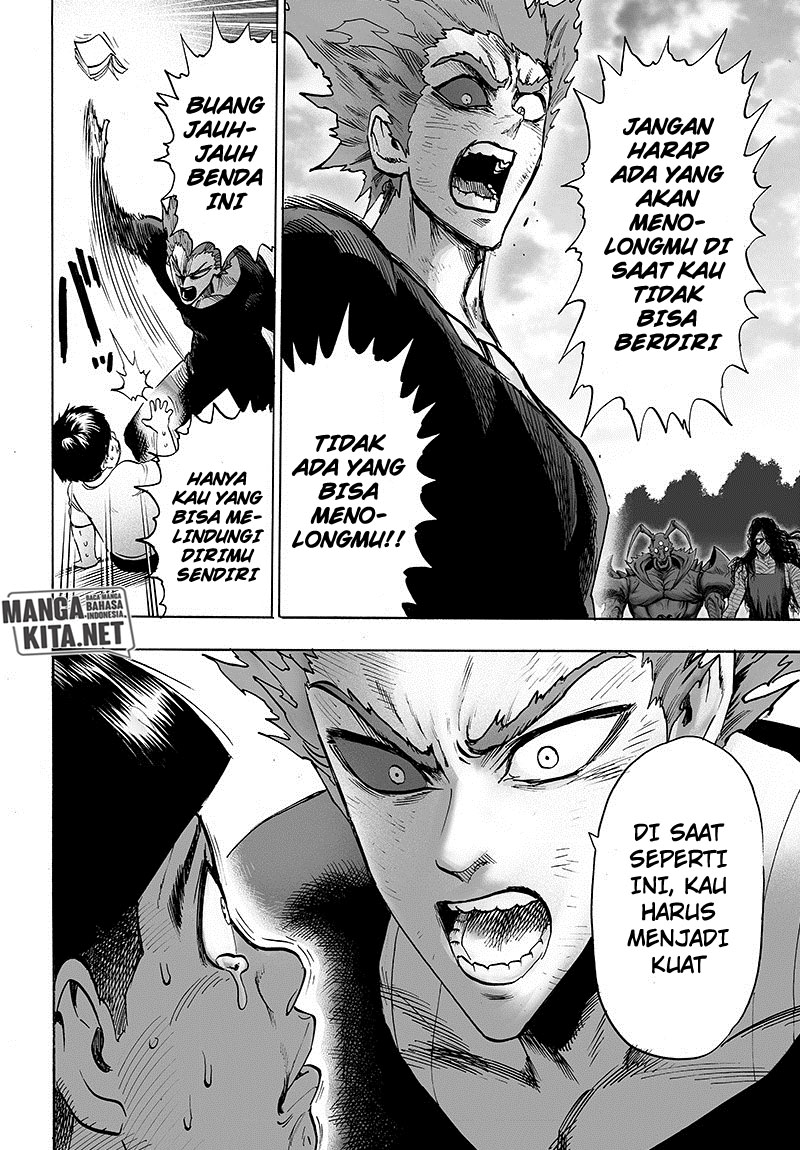 JANGAN
HARAP
ADA YANG
AKAN
MENO-
LONGMU DI
SAAT KAU
TIDAK
BISA
BERDIRI
TIDAK
ADA YANG
BISA
MENO-
LONGMU!!
BUANG
JAUH-
JAUH
BENDA
INI
HANYA
KAU YANG
BISA ME-
LINDUNGI
DIRIMU
SENDIRI
MANGA
BACA MANGA
BAHASA
INDONESIA.
KITA.NET
DI SAAT
SEPERTI
INI, KAU
HARUS
MENJADI
KUAT